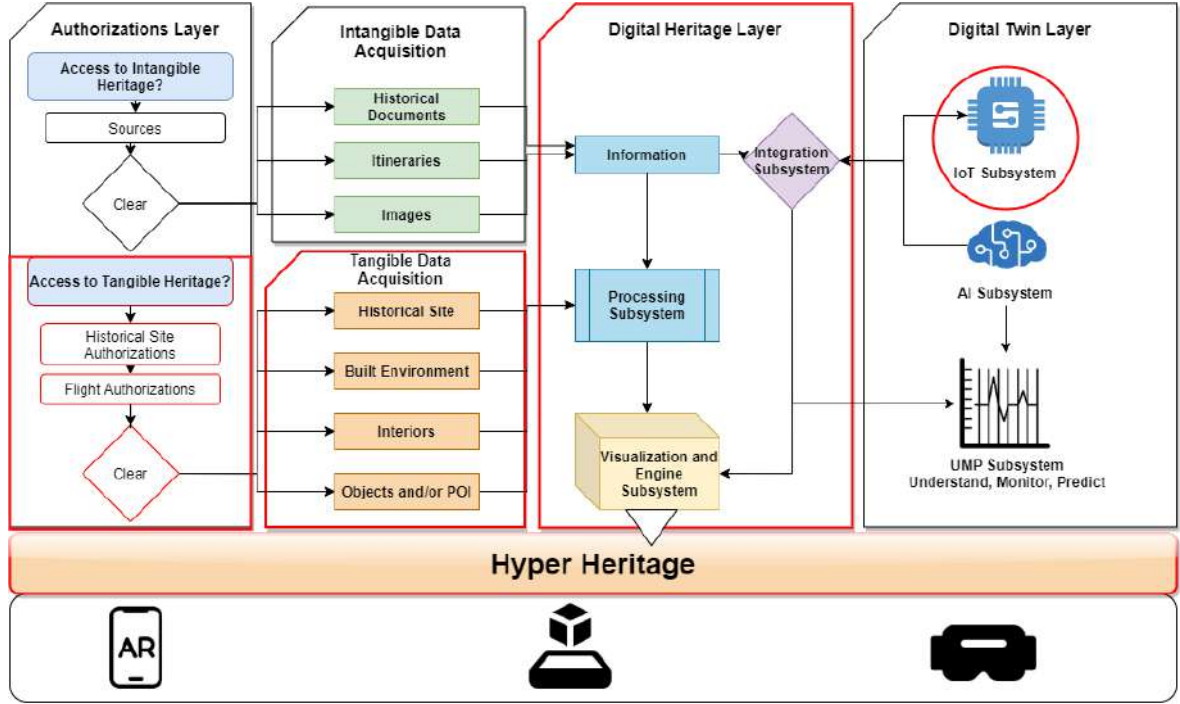 Authorizations Layer
Access to Intangible
Heritage?
Sources
Clear
Access to Tangible Heritage?
Historical Site
Authorizations
Flight Authorizations
Clear
Intangible Data
Acquisition
Historical
Documents
Itineraries
Images
Tangible Data
Acquisition
Historical Site
Built Environment
Interiors
Objects and/or POI
Digital Heritage Layer
Information
Integration
Subsystem
Processing
Subsystem
Visualization and
Engine
Subsystem
Digital Twin Layer
IoT Subsystem
AI Subsystem
UMP Subsystem
Understand, Monitor, Predict
Hyper Heritage
AR